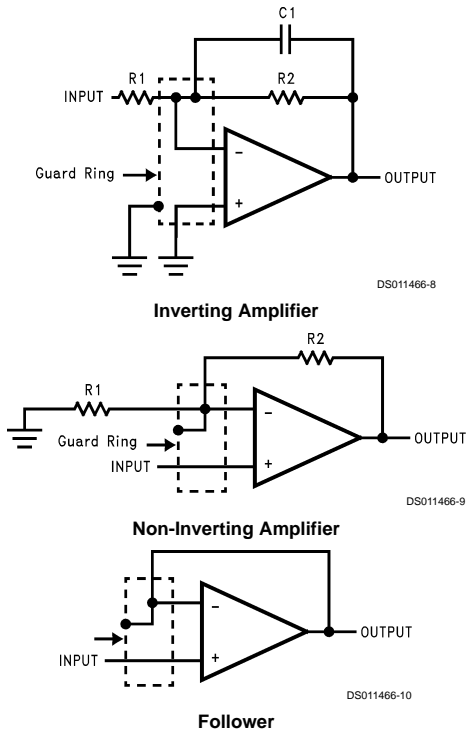 C1
R1
R2
INPUT
−
Guard Ring
+
OUTPUT
DS011466-8
Inverting Amplifier
R2
R1
−
OUTPUT
Guard Ring
INPUT
+
DS011466-9
Non-Inverting Amplifier
−
OUTPUT
INPUT
+
DS011466-10
Follower